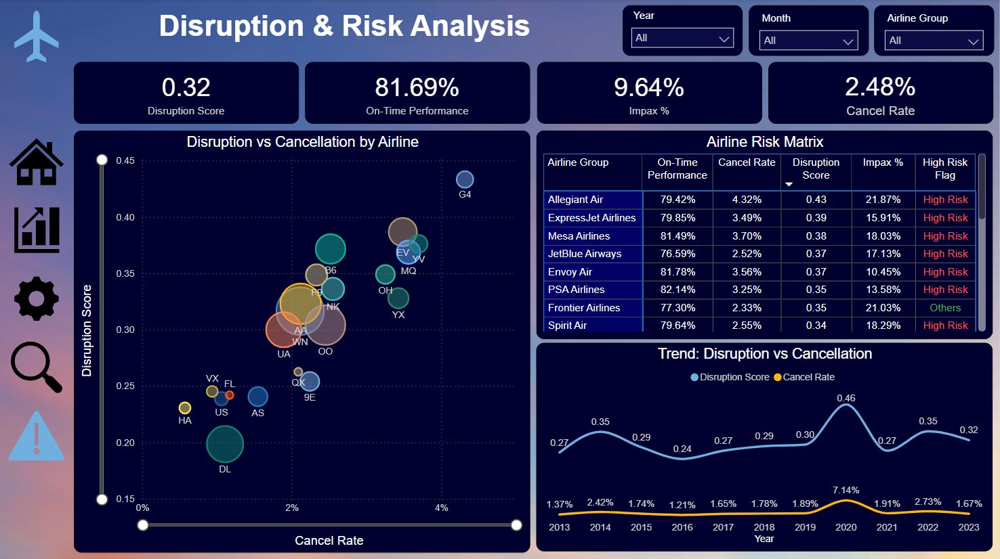 Disruption & Risk Analysis
Year
All
Month
All
Airline Group
All
0.32
Disruption Score
81.69%
On-Time Performance
9.64%
Impax %
2.48%
Cancel Rate
Disruption vs Cancellation by Airline
Disruption Score
0.45
0.40
0.35
0.30
0.25
0.20
0.15
G4
EV
YV
MQ
B6
F9
NK
OH
YX
AA
WN
UA
OO
QX
9E
VX
FL
US
AS
HA
DL
0%
2%
4%
Cancel Rate
Airline Risk Matrix
Airline Group On-Time Performance Cancel Rate Disruption Score Impax % High Risk Flag
Allegiant Air 79.42% 4.32% 0.43 21.87% High Risk
ExpressJet Airlines 79.85% 3.49% 0.39 15.91% High Risk
Mesa Airlines 81.49% 3.70% 0.38 18.03% High Risk
JetBlue Airways 76.59% 2.52% 0.37 17.13% High Risk
Envoy Air 81.78% 3.56% 0.37 10.45% High Risk
PSA Airlines 82.14% 3.25% 0.35 13.58% High Risk
Frontier Airlines 77.30% 2.33% 0.35 21.03% Others
Spirit Air 79.64% 2.55% 0.34 18.29% High Risk
Trend: Disruption vs Cancellation
Disruption Score Cancel Rate
0.27 0.35 0.29 0.24 0.27 0.29 0.30 0.46 0.27 0.35 0.32
1.37% 2.42% 1.74% 1.21% 1.65% 1.78% 1.89% 7.14% 1.91% 2.73% 1.67%
2013 2014 2015 2016 2017 2018 2019 2020 2021 2022 2023
Year